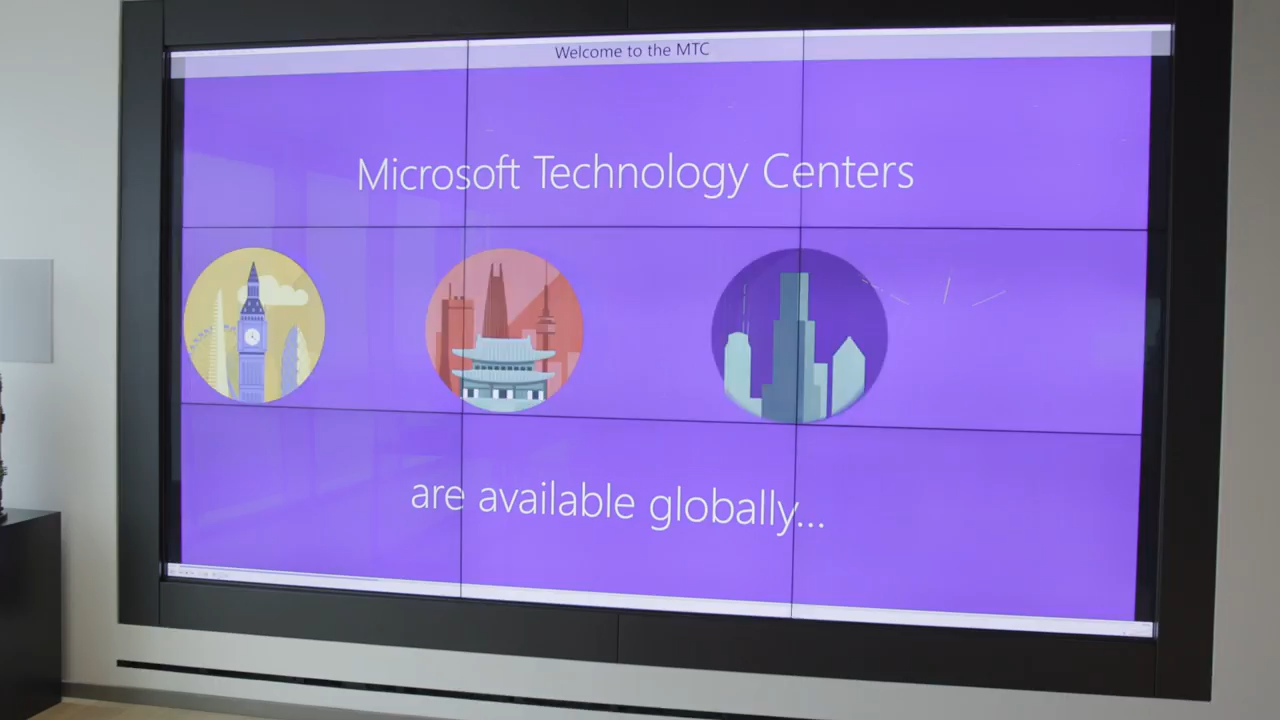 Welcome to the MTC
Microsoft Technology Centers
are available globally...